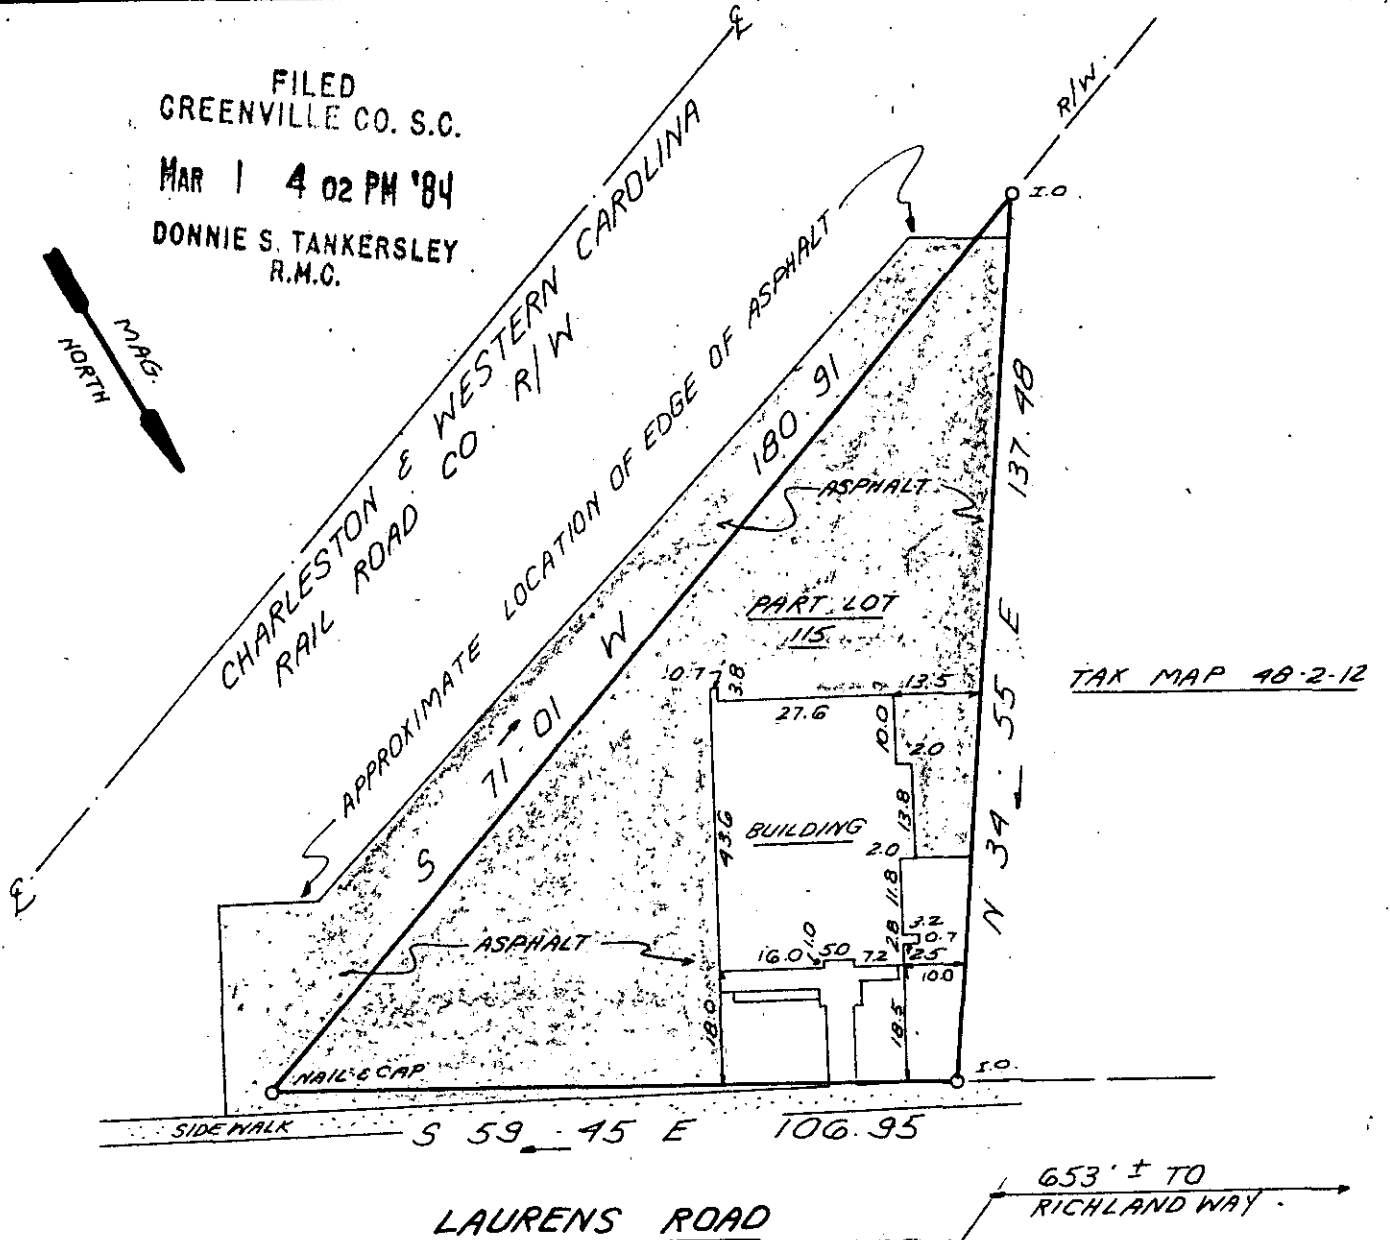 FILED
GREENVILLE CO. S.C.
MAR 1 4 02 PM '84
DONNIE S. TANKERSLEY
R.M.C.
MAG.
NORTH
℄
R/W.
I.O
CHARLESTON & WESTERN CAROLINA
RAIL ROAD CO. R/W
APPROXIMATE LOCATION OF EDGE OF ASPHALT
S 71-01 W 180.91
137.48
N 34-55 E
ASPHALT
PART LOT
115
TAX MAP 48-2-12
0.7
3.8
27.6
13.5
10.0
2.0
13.8
BUILDING
43.6
2.0
11.8
2.8
3.2
0.7
2.5
10.0
16.0
1.0
5.0
7.2
18.0
18.5
℄
ASPHALT
NAIL & CAP
I.O.
SIDEWALK
S 59-45 E 106.95
653' ± TO
RICHLAND WAY.
LAURENS ROAD